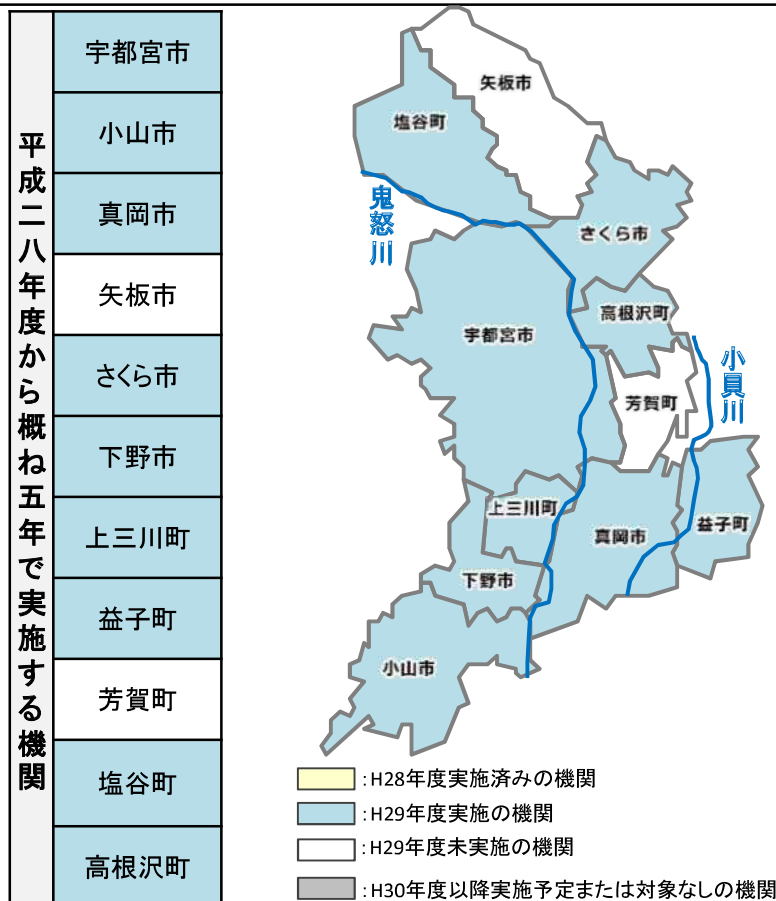 平成二八年度から概ね五年で実施する機関
宇都宮市
小山市
真岡市
矢板市
さくら市
下野市
上三川町
益子町
芳賀町
塩谷町
高根沢町
矢板市
塩谷町
鬼怒川
さくら市
高根沢町
宇都宮市
小貝川
芳賀町
上三川町
益子町
真岡市
下野市
小山市
:H28年度実施済みの機関
:H29年度実施の機関
:H29年度未実施の機関
:H30年度以降実施予定または対象なしの機関